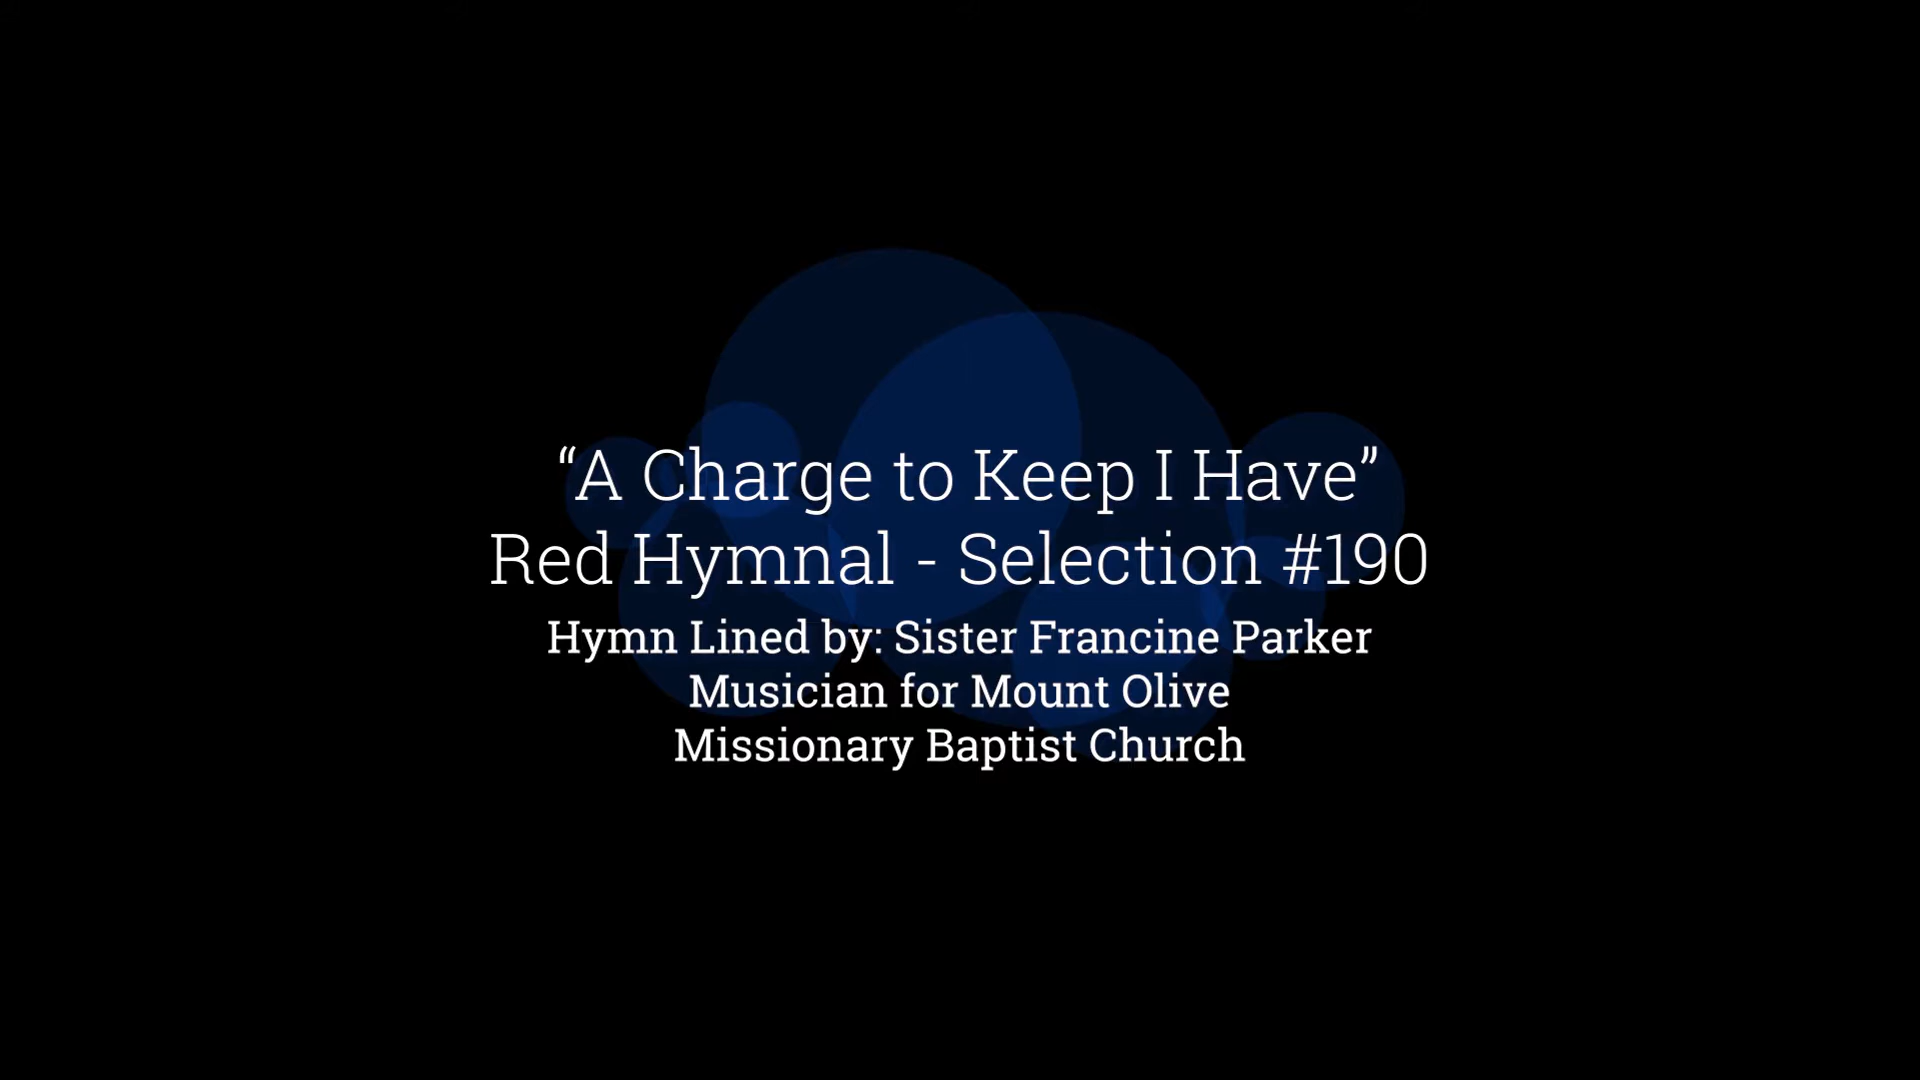 “A Charge to Keep I Have”
Red Hymnal - Selection #190
Hymn Lined by: Sister Francine Parker
Musician for Mount Olive
Missionary Baptist Church